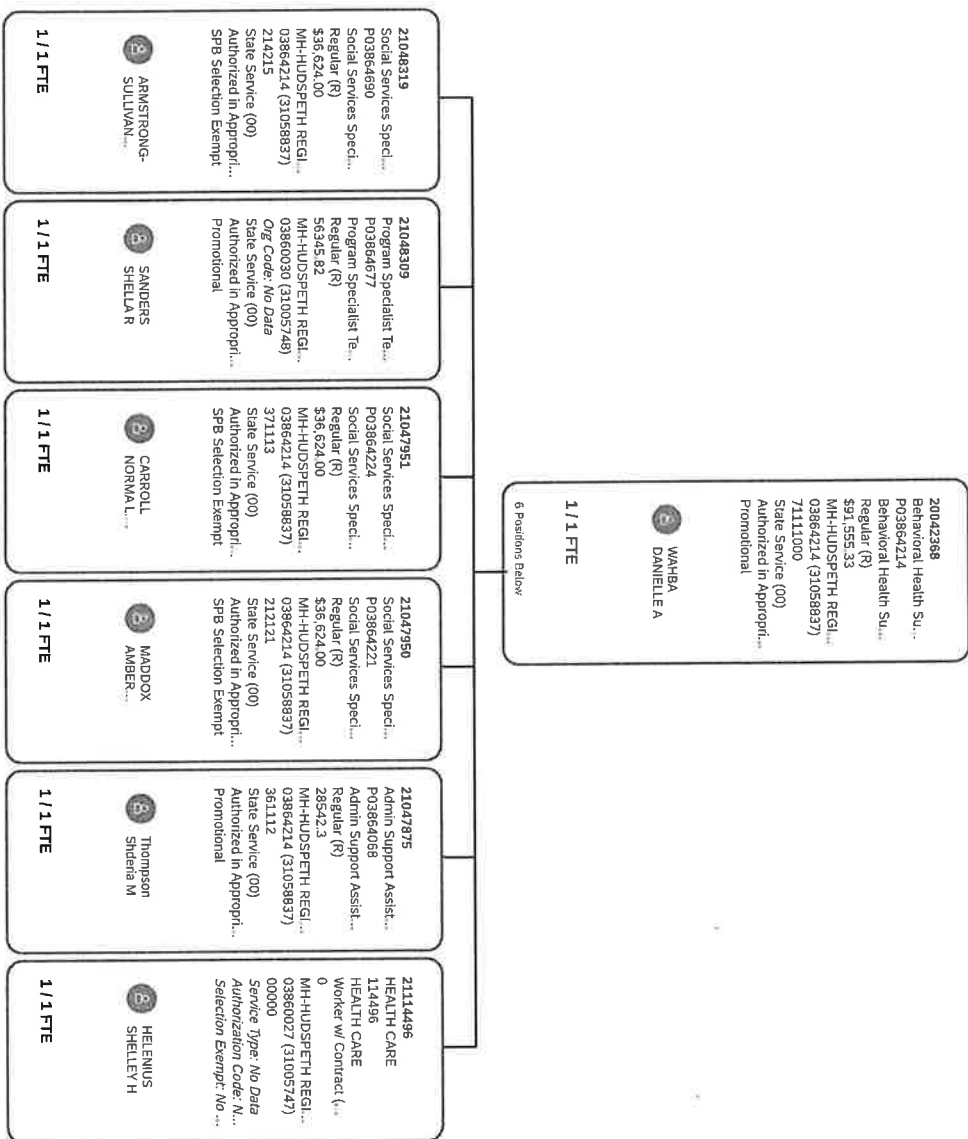 20042368
Behavioral Health Su...
P03864214
Behavioral Health Su...
Regular (R)
$91,555.33
MH-HUDSPETH REGI...
03864214 (31058837)
71111000
State Service (00)
Authorized in Appropri...
Promotional
WAHBA
DANIELLE A
1 / 1 FTE
6 Positions Below
21048319
Social Services Speci...
P03864690
Social Services Speci...
Regular (R)
$36,624.00
MH-HUDSPETH REGI...
03864214 (31058837)
214215
State Service (00)
Authorized in Appropri...
SPB Selection Exempt
ARMSTRONG-
SULLIVAN...
1 / 1 FTE
21048309
Program Specialist Te...
P03864677
Program Specialist Te...
Regular (R)
56345.82
MH-HUDSPETH REGI...
03860030 (31005748)
Org Code: No Data
State Service (00)
Authorized in Appropri...
Promotional
SANDERS
SHELLA R
1 / 1 FTE
21047951
Social Services Speci...
P03864224
Social Services Speci...
Regular (R)
$36,624.00
MH-HUDSPETH REGI...
03864214 (31058837)
371113
State Service (00)
Authorized in Appropri...
SPB Selection Exempt
CARROLL
NORMA L...
1 / 1 FTE
21047950
Social Services Speci...
P03864221
Social Services Speci...
Regular (R)
$36,624.00
MH-HUDSPETH REGI...
03864214 (31058837)
212121
State Service (00)
Authorized in Appropri...
SPB Selection Exempt
MADDOX
AMBER...
1 / 1 FTE
21047875
Admin Support Assist...
P03864068
Admin Support Assist...
Regular (R)
28542.3
MH-HUDSPETH REGI...
03864214 (31058837)
361112
State Service (00)
Authorized in Appropri...
Promotional
Thompson
Shderia M
1 / 1 FTE
21114496
HEALTH CARE
114496
HEALTH CARE
Worker w/ Contract (...
0
MH-HUDSPETH REGI...
03860027 (31005747)
00000
Service Type: No Data
Authorization Code: N...
Selection Exempt: No ...
HELENIUS
SHELLEY H
1 / 1 FTE